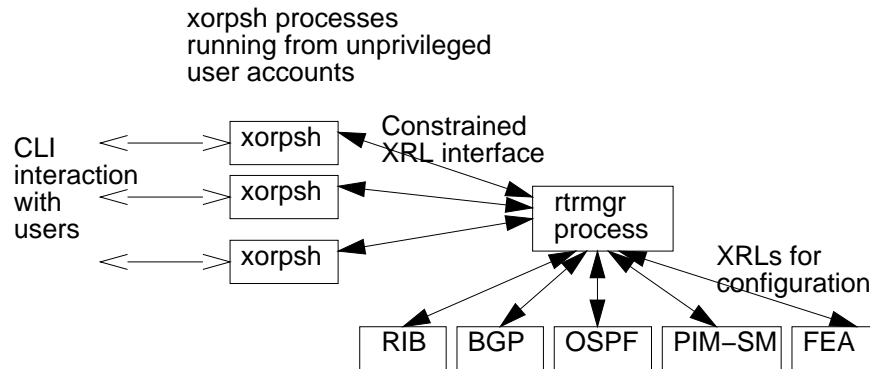 xorpsh processes
running from unprivileged
user accounts
CLI
interaction
with
users
xorpsh
xorpsh
xorpsh
Constrained
XRL interface
rtrmgr
process
XRLs for
configuration
RIB
BGP
OSPF
PIM−SM
FEA